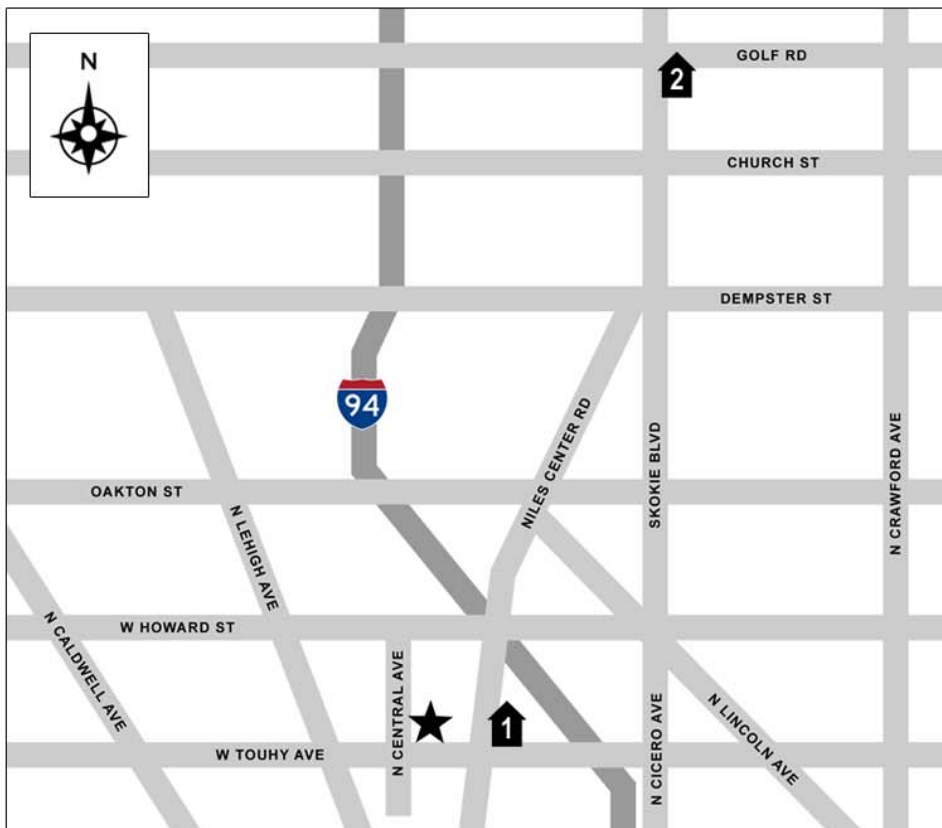 N
GOLF RD
2
CHURCH ST
DEMPSTER ST
94
NILES CENTER RD
SKOKIE BLVD
N CRAWFORD AVE
OAKTON ST
N LEHIGH AVE
N CALDWELL AVE
W HOWARD ST
N CENTRAL AVE
1
N CICERO AVE
N LINCOLN AVE
W TOUHY AVE